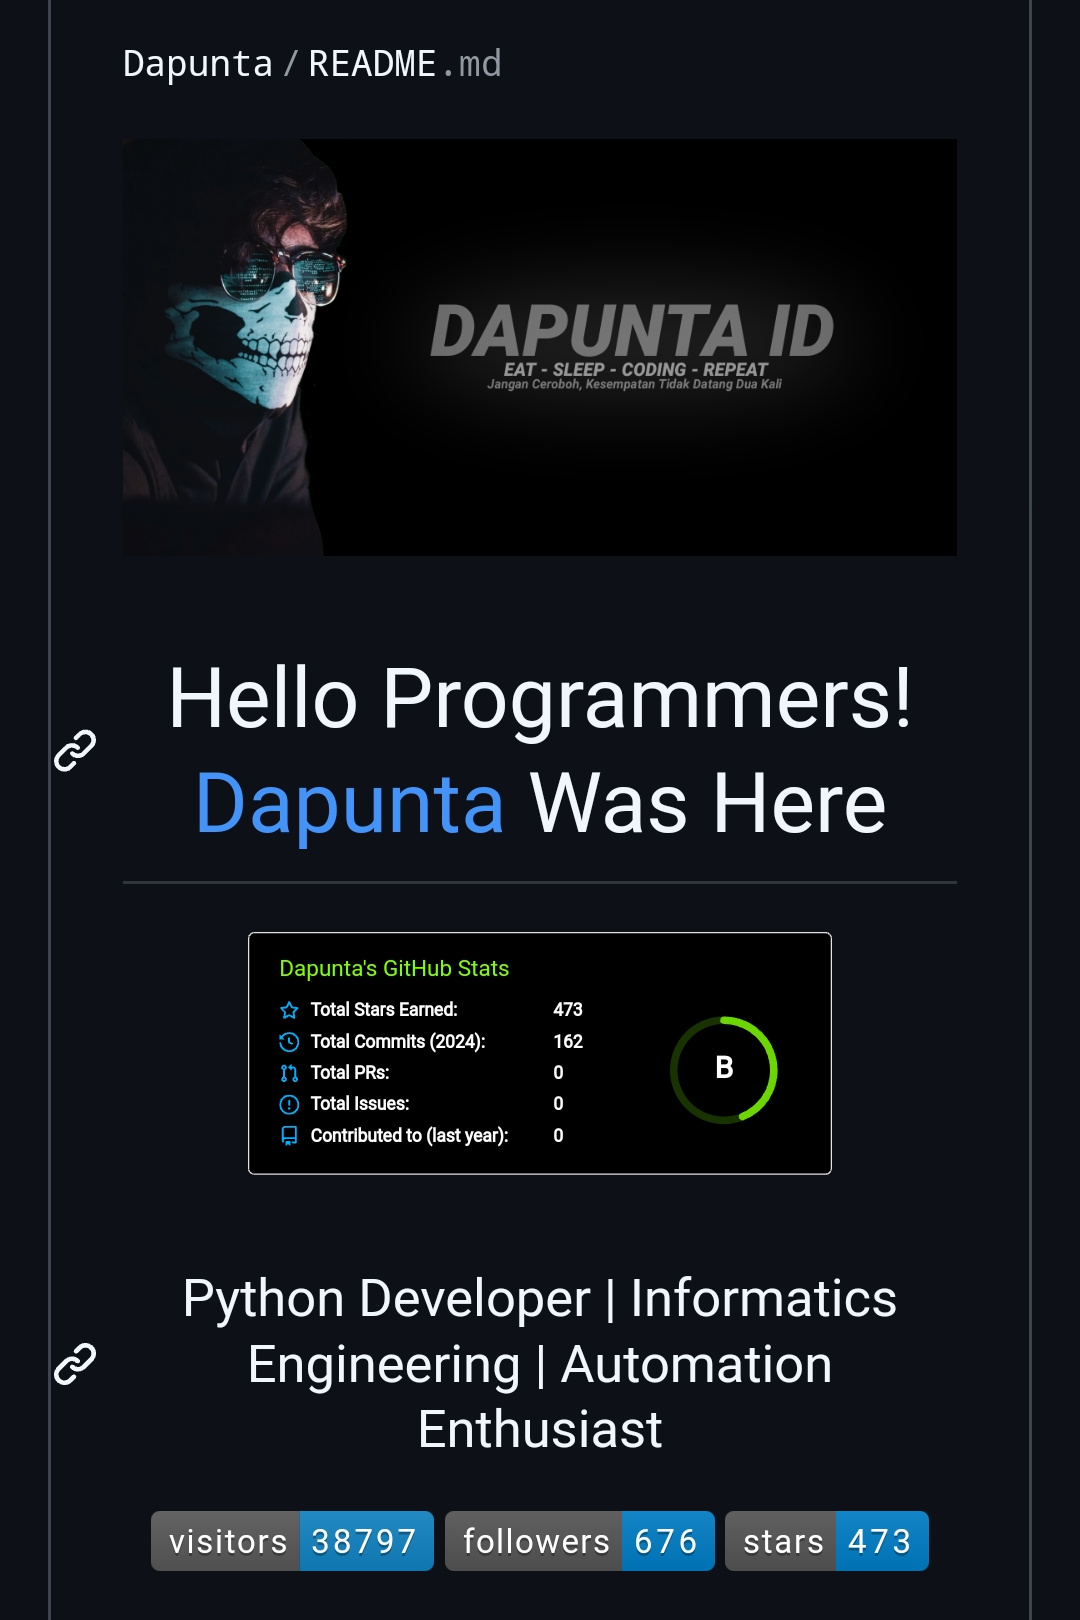 Dapunta / README.md
DAPUNTA ID
EAT - SLEEP - CODING - REPEAT
Jangan Ceroboh, Kesempatan Tidak Datang Dua Kali
Hello Programmers!
Dapunta Was Here
Dapunta's GitHub Stats
Total Stars Earned: 473
Total Commits (2024): 162
Total PRs: 0
Total Issues: 0
Contributed to (last year): 0
B
Python Developer | Informatics
Engineering | Automation
Enthusiast
visitors 38797 followers 676 stars 473